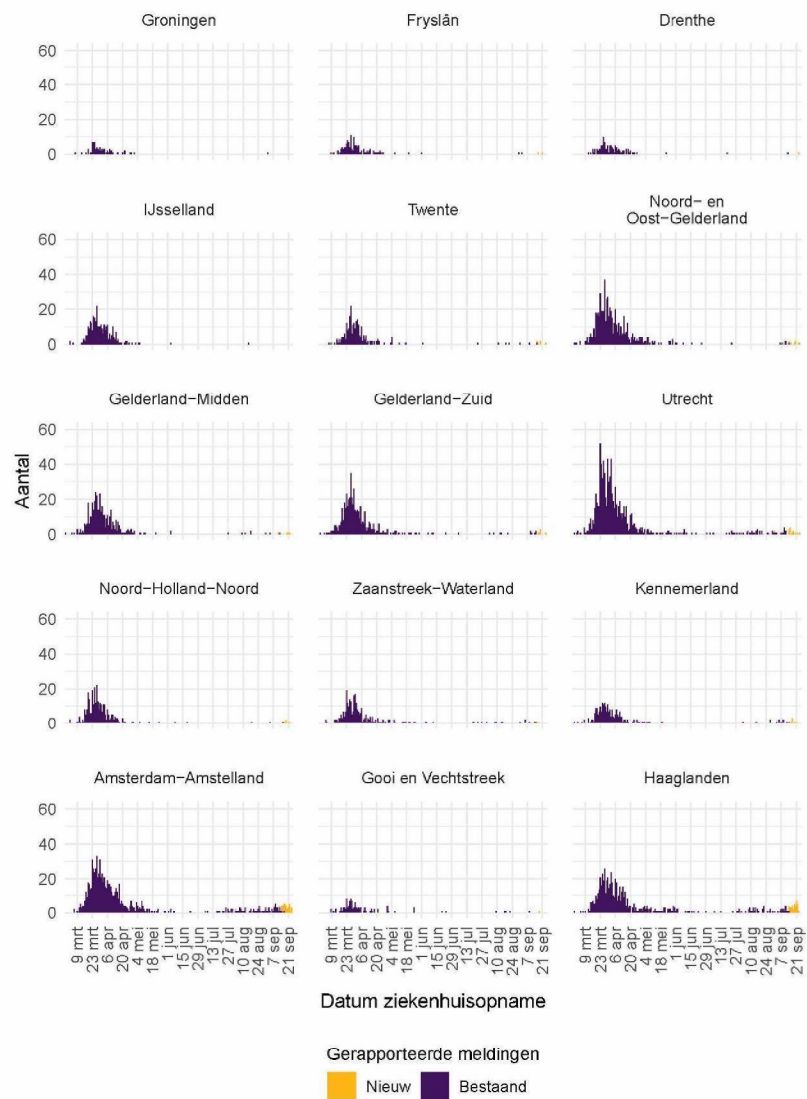 Groningen Fryslân Drenthe
60
40
20
0
IJsselland Twente Noord- en
Oost-Gelderland
60
40
20
0
Gelderland-Midden Gelderland-Zuid Utrecht
60
40
20
0
Noord-Holland-Noord Zaanstreek-Waterland Kennemerland
60
40
20
0
Amsterdam-Amstelland Gooi en Vechtstreek Haaglanden
60
40
20
0
Aantal
9 mrt 23 mrt 6 apr 20 apr 4 mei 18 mei 1 jun 15 jun 29 jun 13 jul 27 jul 10 aug 24 aug 7 sep 21 sep
9 mrt 23 mrt 6 apr 20 apr 4 mei 18 mei 1 jun 15 jun 29 jun 13 jul 27 jul 10 aug 24 aug 7 sep 21 sep
9 mrt 23 mrt 6 apr 20 apr 4 mei 18 mei 1 jun 15 jun 29 jun 13 jul 27 jul 10 aug 24 aug 7 sep 21 sep
Datum ziekenhuisopname
Gerapporteerde meldingen
Nieuw Bestaand